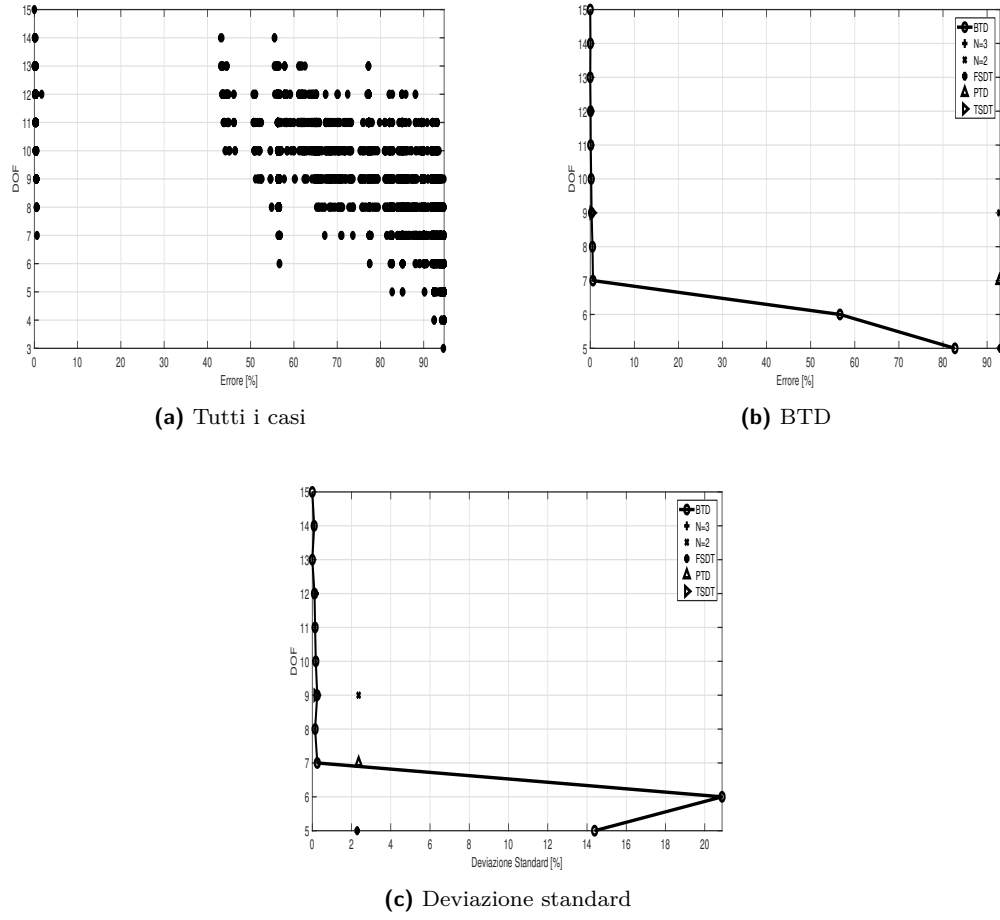 15
14
13
12
11
10
9
8
7
6
5
4
3
DOF
0 10 20 30 40 50 60 70 80 90
Errore [%]
(a) Tutti i casi
15
14
13
12
11
10
9
8
7
6
5
DOF
BTD
N=3
N=2
FSDT
PTD
TSDT
0 10 20 30 40 50 60 70 80 90
Errore [%]
(b) BTD
15
14
13
12
11
10
9
8
7
6
5
DOF
BTD
N=3
N=2
FSDT
PTD
TSDT
0 2 4 6 8 10 12 14 16 18 20
Deviazione Standard [%]
(c) Deviazione standard